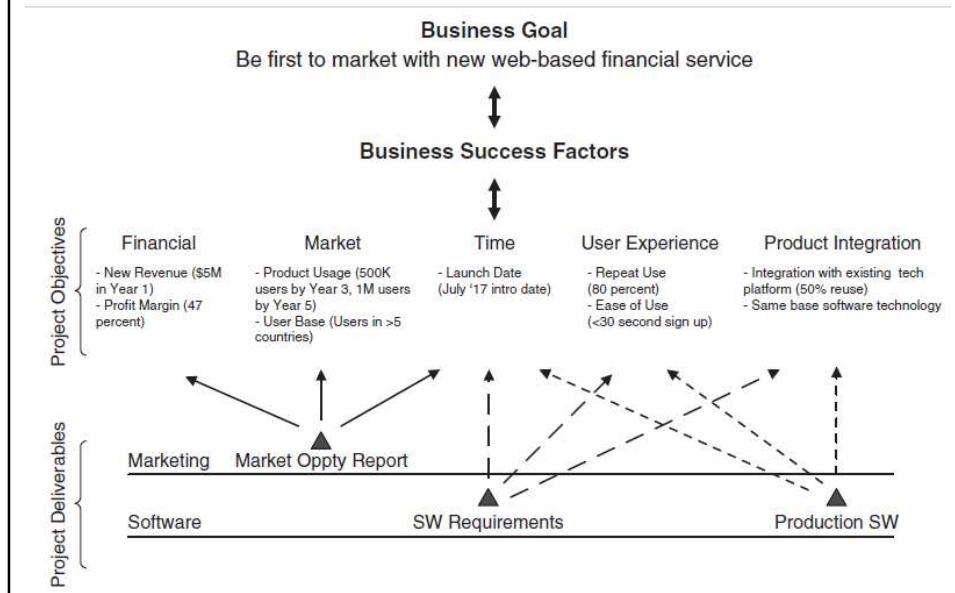 Business Goal
Be first to market with new web-based financial service
Business Success Factors
Project Objectives
Financial
- New Revenue ($5M
in Year 1)
- Profit Margin (47
percent)
Market
- Product Usage (500K
users by Year 3, 1M users
by Year 5)
- User Base (Users in >5
countries)
Time
- Launch Date
(July ‘17 intro date)
User Experience
- Repeat Use
(80 percent)
- Ease of Use
(<30 second sign up)
Product Integration
- Integration with existing tech
platform (50% reuse)
- Same base software technology
Project Deliverables
Marketing
Market Oppty Report
Software
SW Requirements
Production SW